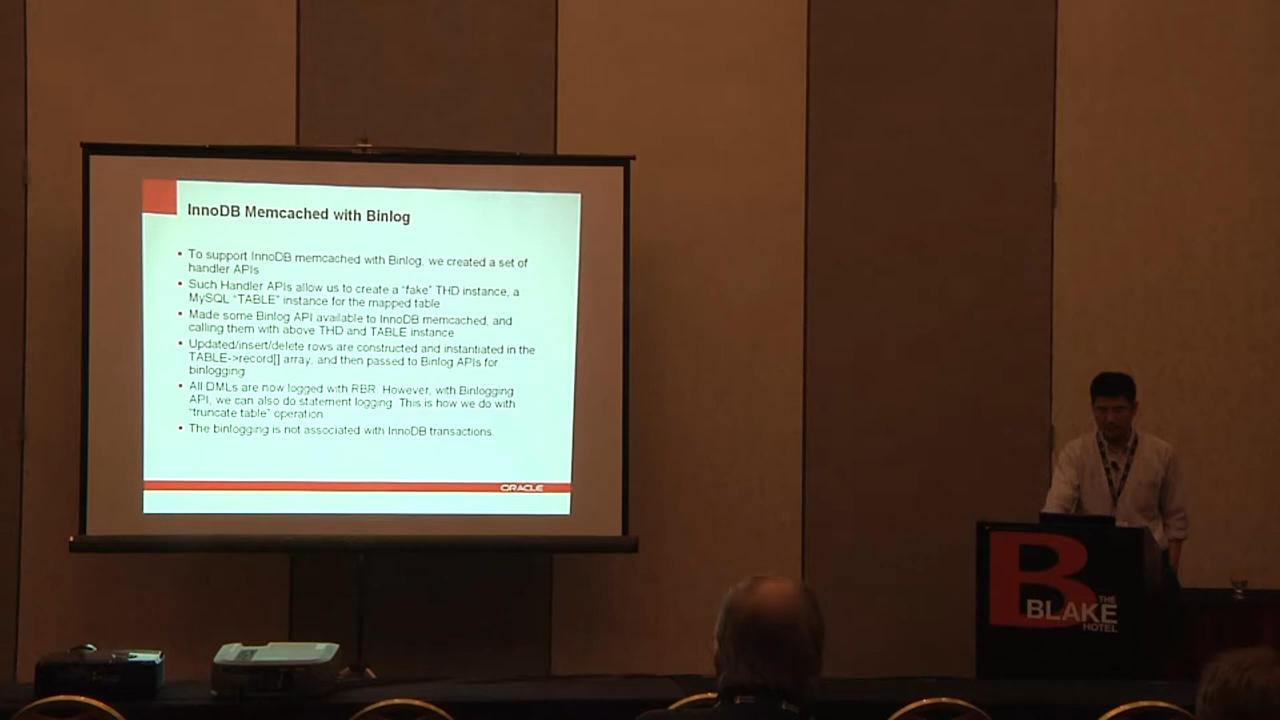 InnoDB Memcached with Binlog
• To support InnoDB memcached with Binlog, we created a set of
handler APIs
• Such Handler APIs allow us to create a "fake" THD instance, a
MySQL "TABLE" instance for the mapped table
• Made some Binlog API available to InnoDB memcached, and
calling them with above THD and TABLE instance
• Updated/insert/delete rows are constructed and instantiated in the
TABLE->record[] array, and then passed to Binlog APIs for
binlogging
• All DMLs are now logged with RBR. However, with Binlogging
API, we can also do statement logging. This is how we do with
"truncate table" operation
• The binlogging is not associated with InnoDB transactions.
ORACLE
B
THE
BLAKE
HOTEL